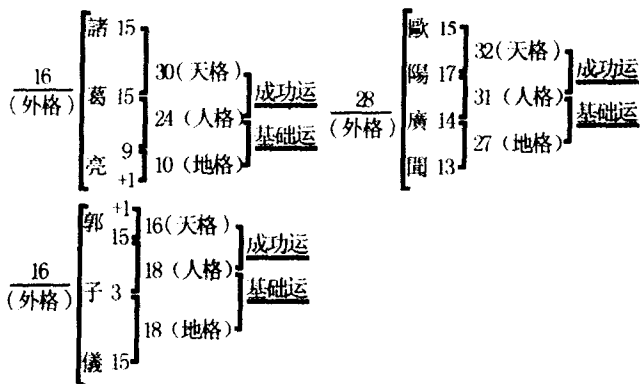 諸 15
30(天格)
成功运
16
(外格)
葛 15
24 (人格)
基础运
9
亮
+1
10 (地格)
歐 15
32(天格)
成功运
陽 17
28
(外格)
31 (人格)
基础运
廣 14
27 (地格)
聞 13
+1
郭
15
16(天格)
成功运
16
(外格)
18 (人格)
子 3
基础运
18 (地格)
儀 15